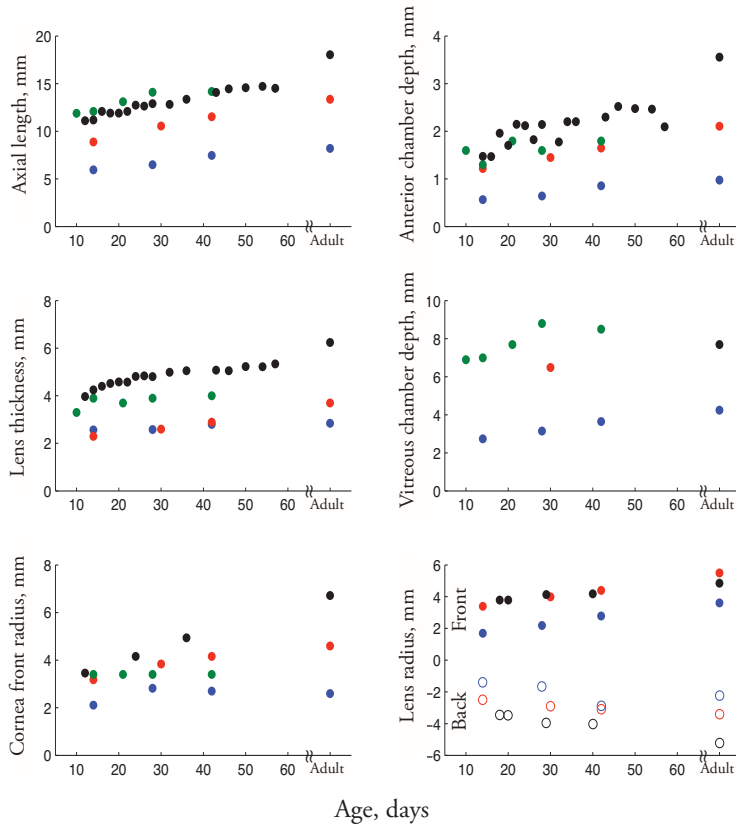 Axial length, mm
20
15
10
5
0
10 20 30 40 50 60 Adult
Anterior chamber depth, mm
4
3
2
1
0
10 20 30 40 50 60 Adult
Lens thickness, mm
8
6
4
2
0
10 20 30 40 50 60 Adult
Vitreous chamber depth, mm
10
8
6
4
2
0
10 20 30 40 50 60 Adult
Cornea front radius, mm
8
6
4
2
0
10 20 30 40 50 60 Adult
Lens radius, mm
Front
Back
6
4
2
0
−2
−4
−6
10 20 30 40 50 60 Adult
Age, days